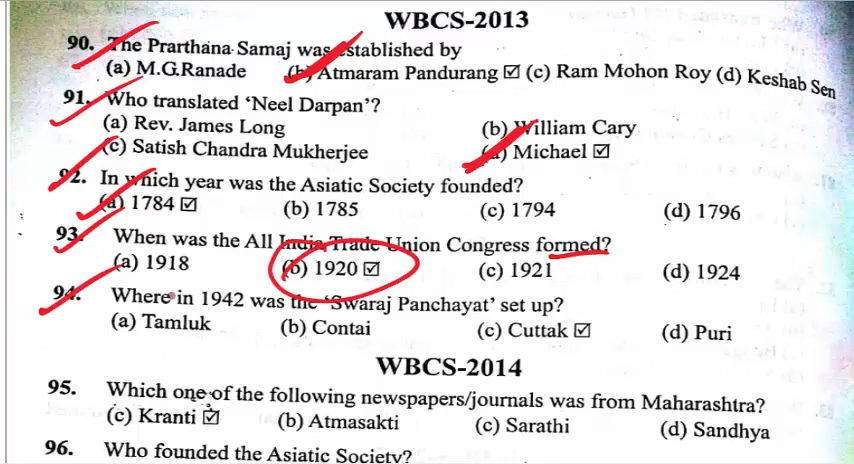 WBCS-2013
90. The Prarthana Samaj was established by
(a) M.G.Ranade (b) Atmaram Pandurang ☑ (c) Ram Mohon Roy (d) Keshab Sen
91. Who translated ‘Neel Darpan’?
(a) Rev. James Long (b) William Cary
(c) Satish Chandra Mukherjee (d) Michael ☑
92. In which year was the Asiatic Society founded?
(a) 1784 ☑ (b) 1785 (c) 1794 (d) 1796
93. When was the All India Trade Union Congress formed?
(a) 1918 (b) 1920 ☑ (c) 1921 (d) 1924
94. Where in 1942 was the ‘Swaraj Panchayat’ set up?
(a) Tamluk (b) Contai (c) Cuttak ☑ (d) Puri
WBCS-2014
95. Which one of the following newspapers/journals was from Maharashtra?
(c) Kranti ☑ (b) Atmasakti (c) Sarathi (d) Sandhya
96. Who founded the Asiatic Society?